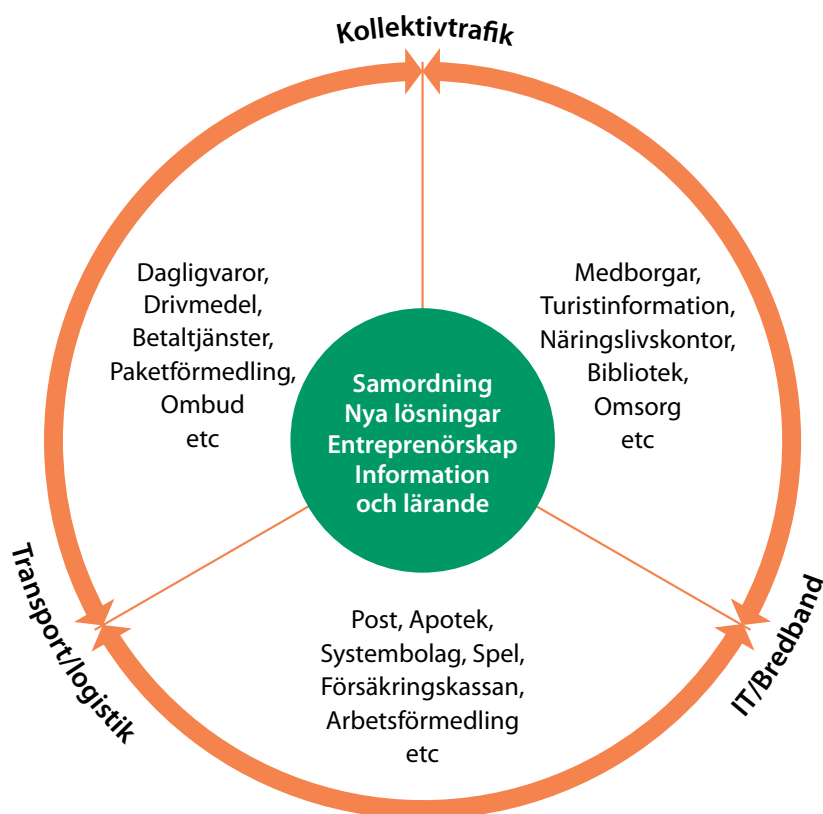 Kollektivtrafik
Dagligvaror,
Drivmedel,
Betaltjänster,
Paketförmedling,
Ombud
etc
Medborgar,
Turistinformation,
Näringslivskontor,
Bibliotek,
Omsorg
etc
Samordning
Nya lösningar
Entreprenörskap
Information
och lärande
Transport/logistik
Post, Apotek,
Systembolag, Spel,
Försäkringskassan,
Arbetsförmedling
etc
IT/Bredband